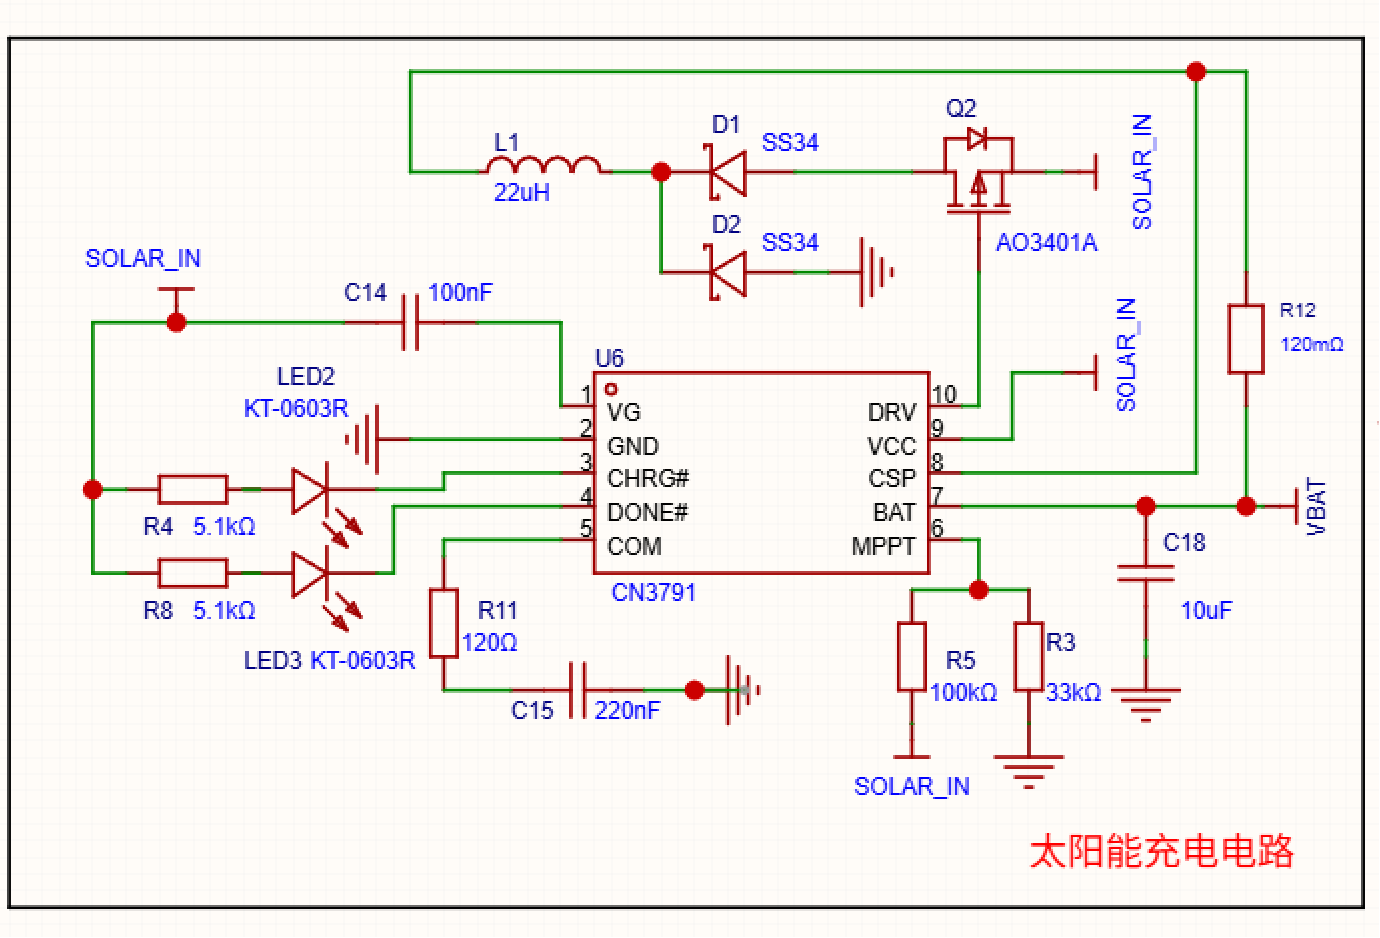 Q2
D1
SS34
L1
22uH
SOLAR_IN
D2
SS34
AO3401A
SOLAR_IN
C14
100nF
SOLAR_IN
R12
120mΩ
U6
LED2
KT-0603R
1
VG
10
DRV
2
GND
9
VCC
3
CHRG#
8
CSP
4
DONE#
7
BAT
5
COM
6
MPPT
R4 5.1kΩ
VBAT
C18
10uF
CN3791
R8 5.1kΩ
R11
120Ω
LED3 KT-0603R
R5
100kΩ
R3
33kΩ
C15
220nF
SOLAR_IN
太阳能充电电路